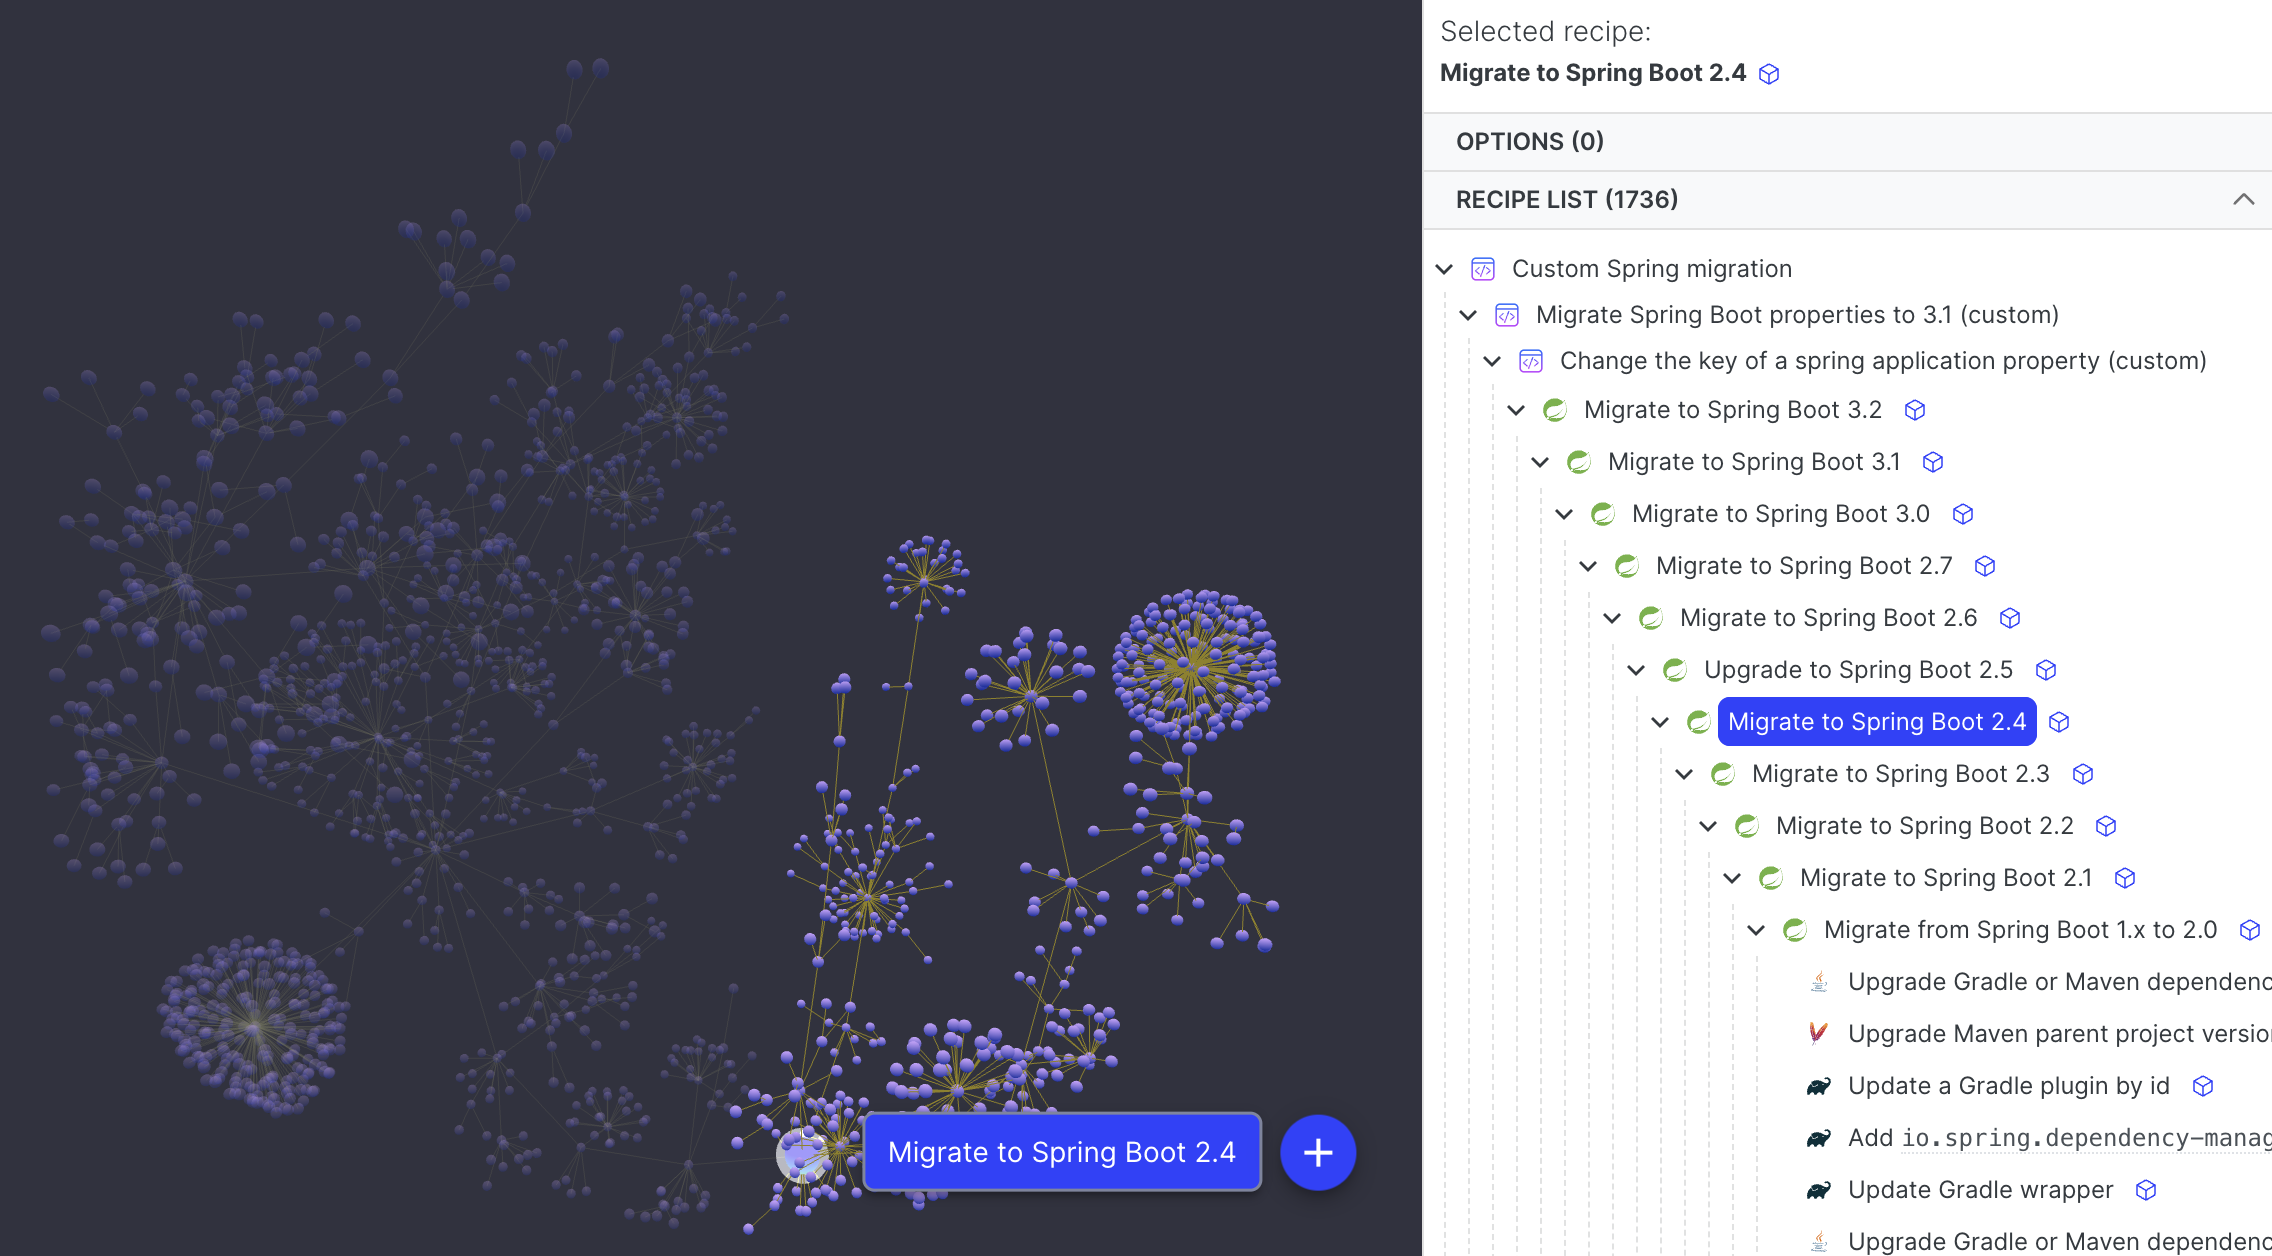 Selected recipe:
Migrate to Spring Boot 2.4
OPTIONS (0)
RECIPE LIST (1736)
Custom Spring migration
Migrate Spring Boot properties to 3.1 (custom)
Change the key of a spring application property (custom)
Migrate to Spring Boot 3.2
Migrate to Spring Boot 3.1
Migrate to Spring Boot 3.0
Migrate to Spring Boot 2.7
Migrate to Spring Boot 2.6
Upgrade to Spring Boot 2.5
Migrate to Spring Boot 2.4
Migrate to Spring Boot 2.3
Migrate to Spring Boot 2.2
Migrate to Spring Boot 2.1
Migrate from Spring Boot 1.x to 2.0
Upgrade Gradle or Maven dependenc
Upgrade Maven parent project versio
Update a Gradle plugin by id
Add io.spring.dependency-manag
Update Gradle wrapper
Upgrade Gradle or Maven dependenc
Migrate to Spring Boot 2.4